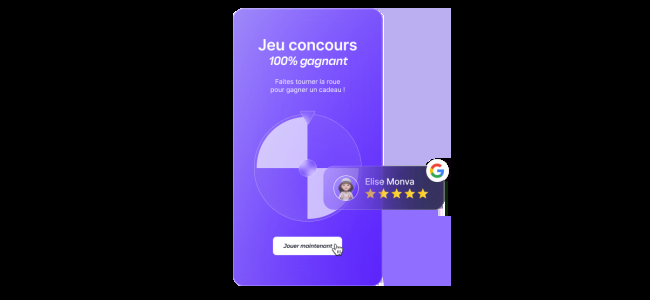 Jeu concours
100% gagnant
Faites tourner la roue
pour gagner un cadeau !
Elise Monva
Jouer maintenant !